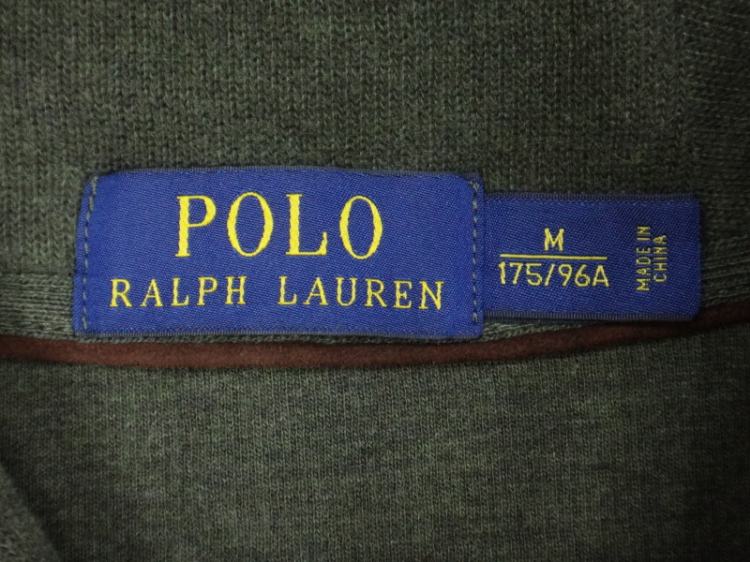 POLO
RALPH LAUREN
M
175/96A
MADE IN
CHINA